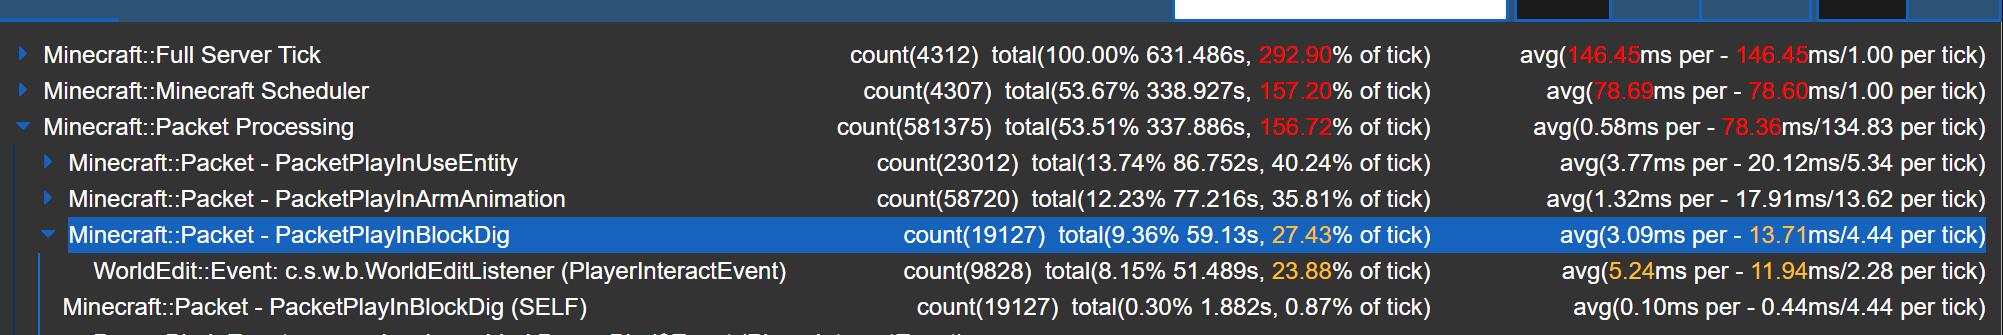 Minecraft::Full Server Tick count(4312) total(100.00% 631.486s, 292.90% of tick) avg(146.45ms per - 146.45ms/1.00 per tick)
Minecraft::Minecraft Scheduler count(4307) total(53.67% 338.927s, 157.20% of tick) avg(78.69ms per - 78.60ms/1.00 per tick)
Minecraft::Packet Processing count(581375) total(53.51% 337.886s, 156.72% of tick) avg(0.58ms per - 78.36ms/134.83 per tick)
Minecraft::Packet - PacketPlayInUseEntity count(23012) total(13.74% 86.752s, 40.24% of tick) avg(3.77ms per - 20.12ms/5.34 per tick)
Minecraft::Packet - PacketPlayInArmAnimation count(58720) total(12.23% 77.216s, 35.81% of tick) avg(1.32ms per - 17.91ms/13.62 per tick)
Minecraft::Packet - PacketPlayInBlockDig count(19127) total(9.36% 59.13s, 27.43% of tick) avg(3.09ms per - 13.71ms/4.44 per tick)
WorldEdit::Event: c.s.w.b.WorldEditListener (PlayerInteractEvent) count(9828) total(8.15% 51.489s, 23.88% of tick) avg(5.24ms per - 11.94ms/2.28 per tick)
Minecraft::Packet - PacketPlayInBlockDig (SELF) count(19127) total(0.30% 1.882s, 0.87% of tick) avg(0.10ms per - 0.44ms/4.44 per tick)